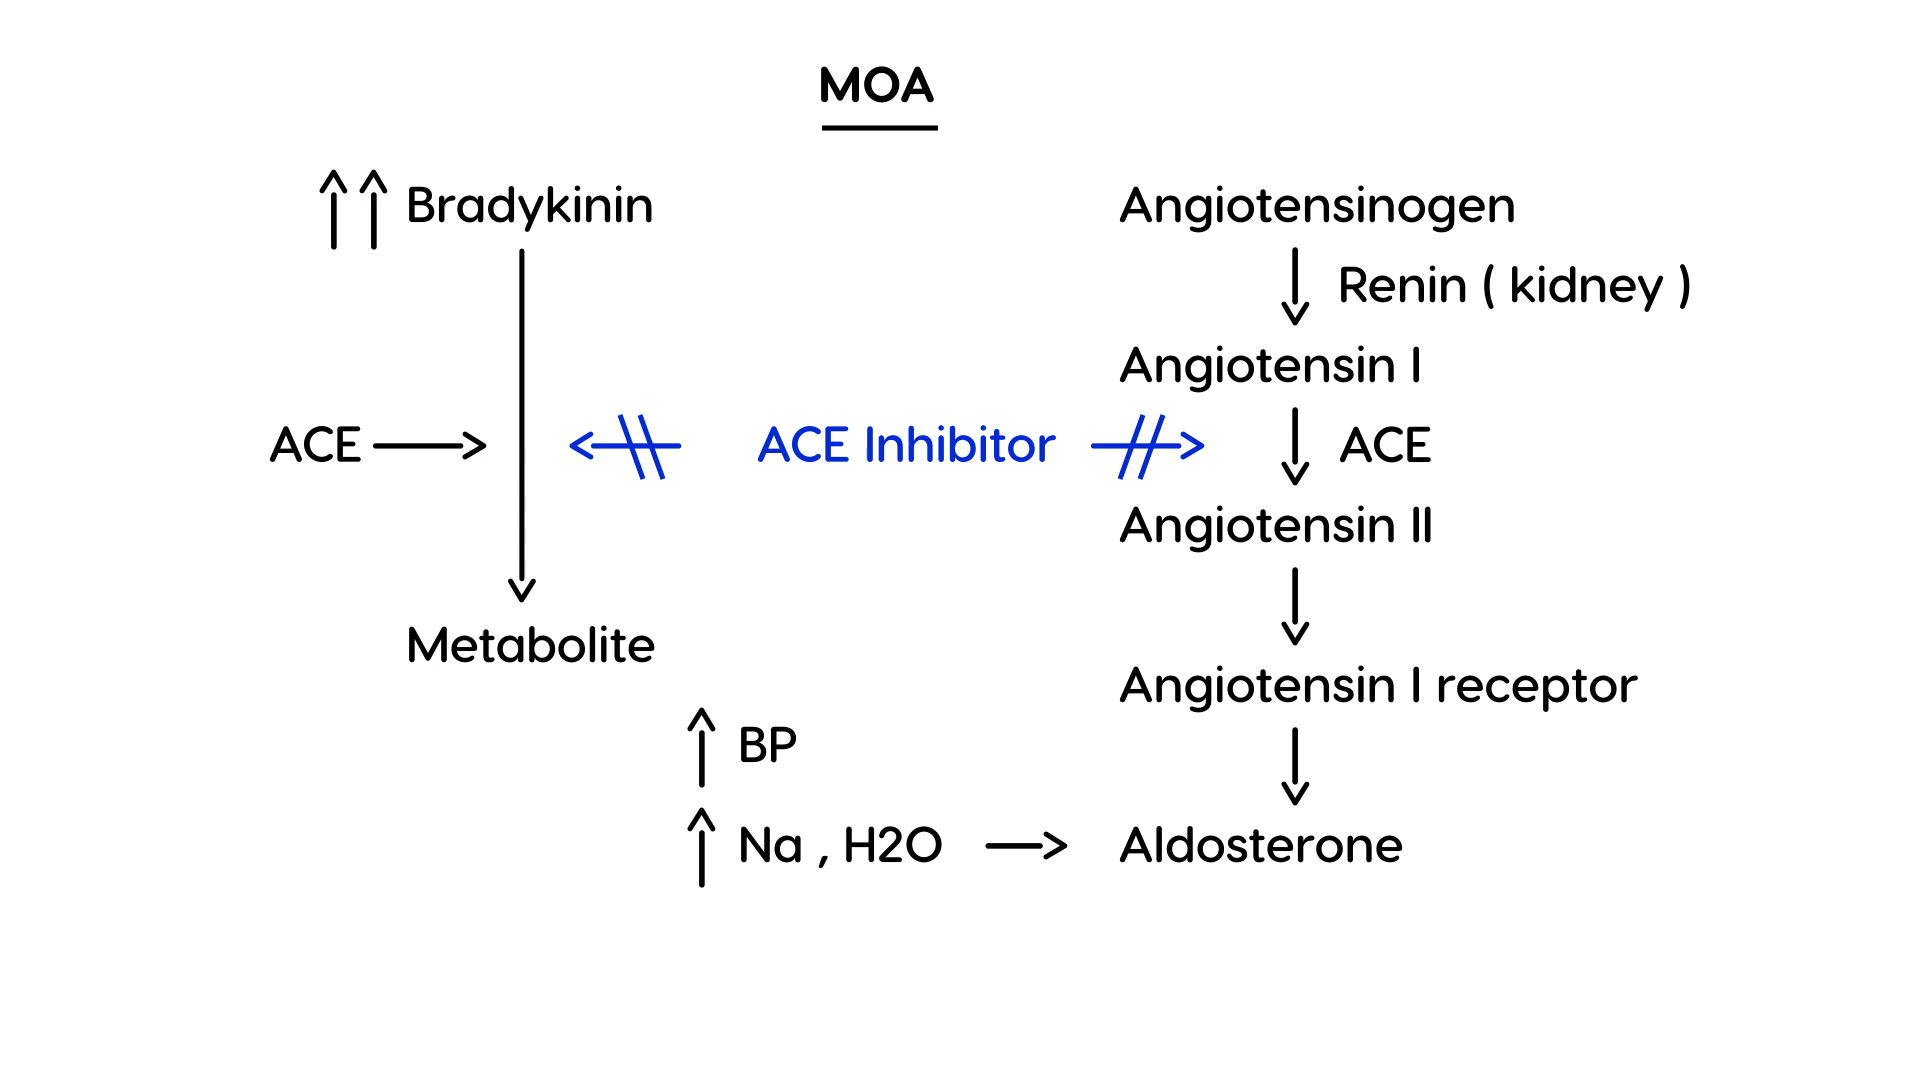 MOA
Bradykinin
Angiotensinogen
Renin ( kidney )
Angiotensin I
ACE
ACE Inhibitor
ACE
Angiotensin II
Metabolite
Angiotensin I receptor
BP
Na , H2O
Aldosterone